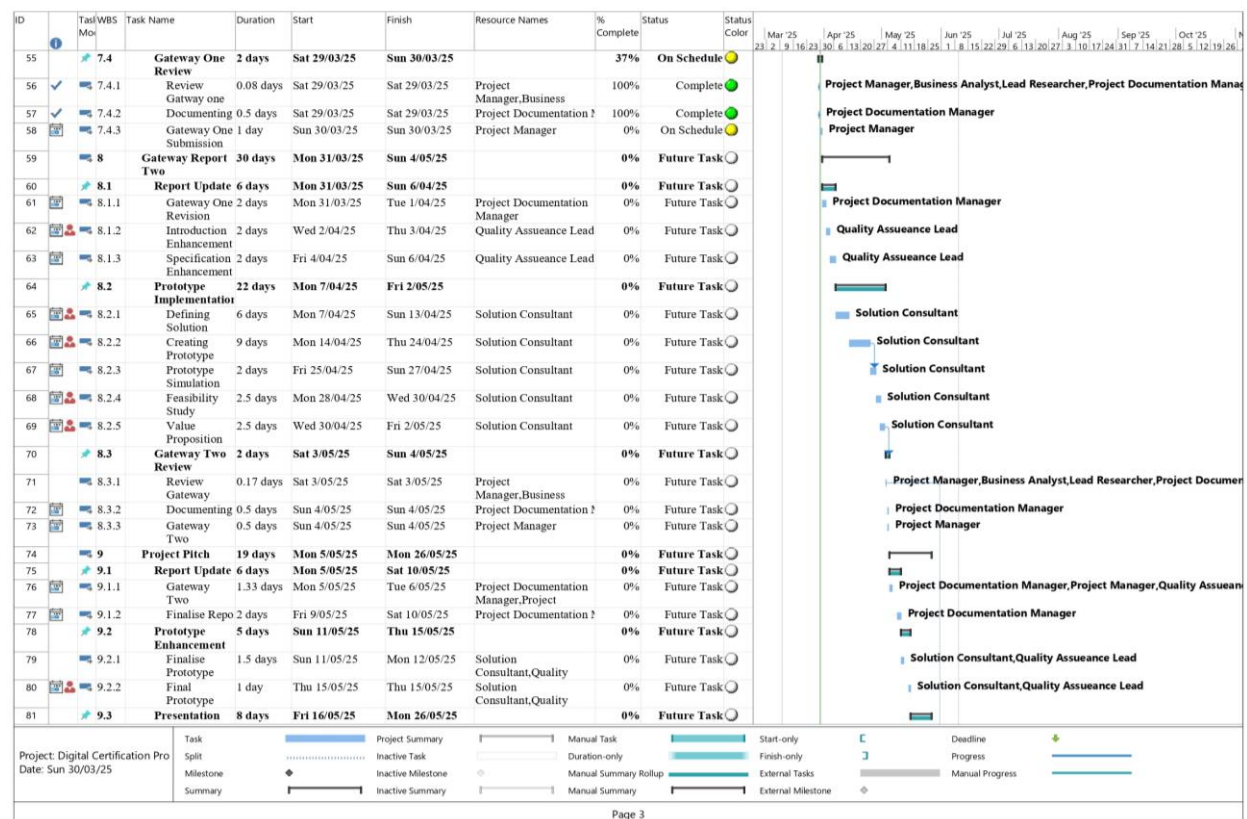 ID Task Mo WBS Task Name Duration Start Finish Resource Names % Complete Status Status Color
Mar '25 Apr '25 May '25 Jun '25 Jul '25 Aug '25 Sep '25 Oct '25 N
23 2 9 16 23 30 6 13 20 27 4 11 18 25 1 8 15 22 29 6 13 20 27 3 10 17 24 31 7 14 21 28 5 12 19 26
55 7.4 Gateway One Review 2 days Sat 29/03/25 Sun 30/03/25 37% On Schedule
56 7.4.1 Review Gatway one 0.08 days Sat 29/03/25 Sat 29/03/25 Project Manager,Business 100% Complete Project Manager,Business Analyst,Lead Researcher,Project Documentation Manag
57 7.4.2 Documenting 0.5 days Sat 29/03/25 Sat 29/03/25 Project Documentation 100% Complete Project Documentation Manager
58 7.4.3 Gateway One Submission 1 day Sun 30/03/25 Sun 30/03/25 Project Manager 0% On Schedule Project Manager
59 8 Gateway Report Two 30 days Mon 31/03/25 Sun 4/05/25 0% Future Task
60 8.1 Report Update 6 days Mon 31/03/25 Sun 6/04/25 0% Future Task
61 8.1.1 Gateway One Revision 2 days Mon 31/03/25 Tue 1/04/25 Project Documentation Manager 0% Future Task Project Documentation Manager
62 8.1.2 Introduction Enhancement 2 days Wed 2/04/25 Thu 3/04/25 Quality Assueance Lead 0% Future Task Quality Assueance Lead
63 8.1.3 Specification Enhancement 2 days Fri 4/04/25 Sun 6/04/25 Quality Assueance Lead 0% Future Task Quality Assueance Lead
64 8.2 Prototype Implementation 22 days Mon 7/04/25 Fri 2/05/25 0% Future Task
65 8.2.1 Defining Solution 6 days Mon 7/04/25 Sun 13/04/25 Solution Consultant 0% Future Task Solution Consultant
66 8.2.2 Creating Prototype 9 days Mon 14/04/25 Thu 24/04/25 Solution Consultant 0% Future Task Solution Consultant
67 8.2.3 Prototype Simulation 2 days Fri 25/04/25 Sun 27/04/25 Solution Consultant 0% Future Task Solution Consultant
68 8.2.4 Feasibility Study 2.5 days Mon 28/04/25 Wed 30/04/25 Solution Consultant 0% Future Task Solution Consultant
69 8.2.5 Value Proposition 2.5 days Wed 30/04/25 Fri 2/05/25 Solution Consultant 0% Future Task Solution Consultant
70 8.3 Gateway Two Review 2 days Sat 3/05/25 Sun 4/05/25 0% Future Task
71 8.3.1 Review Gateway 0.17 days Sat 3/05/25 Sat 3/05/25 Project Manager,Business 0% Future Task Project Manager,Business Analyst,Lead Researcher,Project Documer
72 8.3.2 Documenting 0.5 days Sun 4/05/25 Sun 4/05/25 Project Documentation 0% Future Task Project Documentation Manager
73 8.3.3 Gateway Two 0.5 days Sun 4/05/25 Sun 4/05/25 Project Manager 0% Future Task Project Manager
74 9 Project Pitch 19 days Mon 5/05/25 Mon 26/05/25 0% Future Task
75 9.1 Report Update 6 days Mon 5/05/25 Sat 10/05/25 0% Future Task
76 9.1.1 Gateway Two 1.33 days Mon 5/05/25 Tue 6/05/25 Project Documentation Manager,Project 0% Future Task Project Documentation Manager,Project Manager,Quality Assuean
77 9.1.2 Finalise Repo 2 days Fri 9/05/25 Sat 10/05/25 Project Documentation 0% Future Task Project Documentation Manager
78 9.2 Prototype Enhancement 5 days Sun 11/05/25 Thu 15/05/25 0% Future Task
79 9.2.1 Finalise Prototype 1.5 days Sun 11/05/25 Mon 12/05/25 Solution Consultant,Quality 0% Future Task Solution Consultant,Quality Assueance Lead
80 9.2.2 Final Prototype 1 day Thu 15/05/25 Thu 15/05/25 Solution Consultant,Quality 0% Future Task Solution Consultant,Quality Assueance Lead
81 9.3 Presentation 8 days Fri 16/05/25 Mon 26/05/25 0% Future Task
Project: Digital Certification Pro
Date: Sun 30/03/25
Task Project Summary Manual Task Start-only Deadline
Split Inactive Task Duration-only Finish-only Progress
Milestone Inactive Milestone Manual Summary Rollup External Tasks Manual Progress
Summary Inactive Summary Manual Summary External Milestone
Page 3